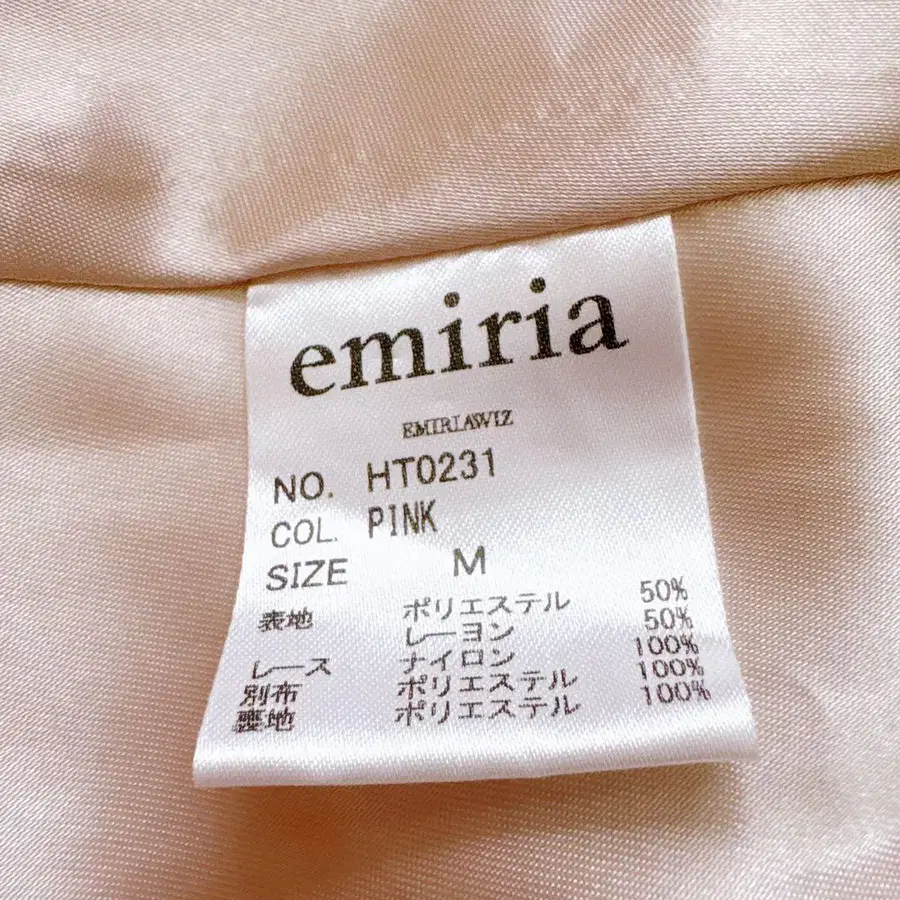 emiria
EMIRIAWIZ
NO. HT0231
COL. PINK
SIZE M
表地 ポリエステル 50%
レーヨン 50%
レース ナイロン 100%
別布 ポリエステル 100%
裏地 ポリエステル 100%